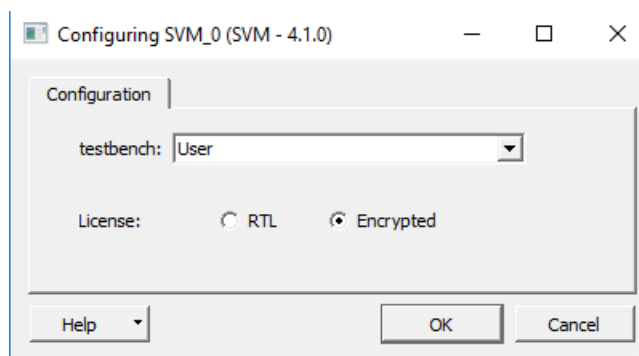 Configuring SVM_0 (SVM - 4.1.0)
Configuration
testbench: User
License: RTL Encrypted
Help OK Cancel